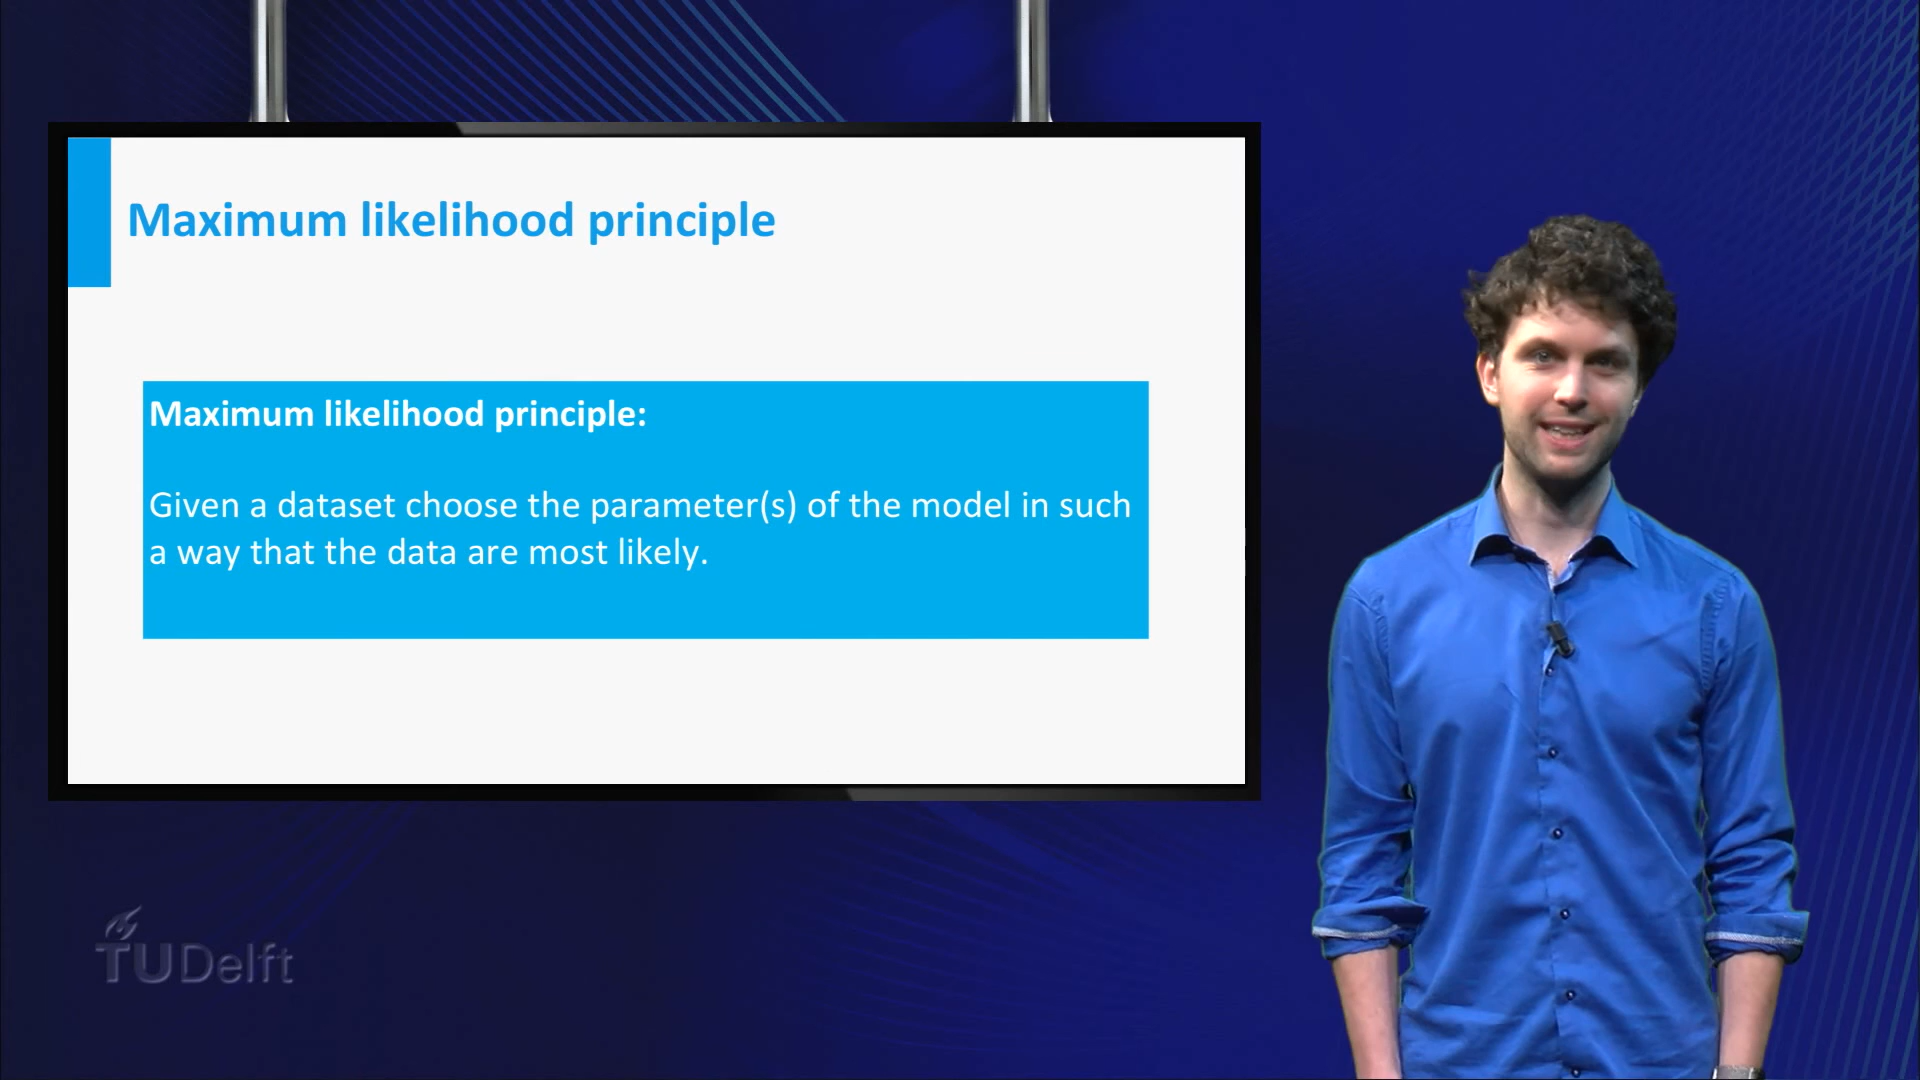 Maximum likelihood principle
Maximum likelihood principle:
Given a dataset choose the parameter(s) of the model in such
a way that the data are most likely.
TUDelft